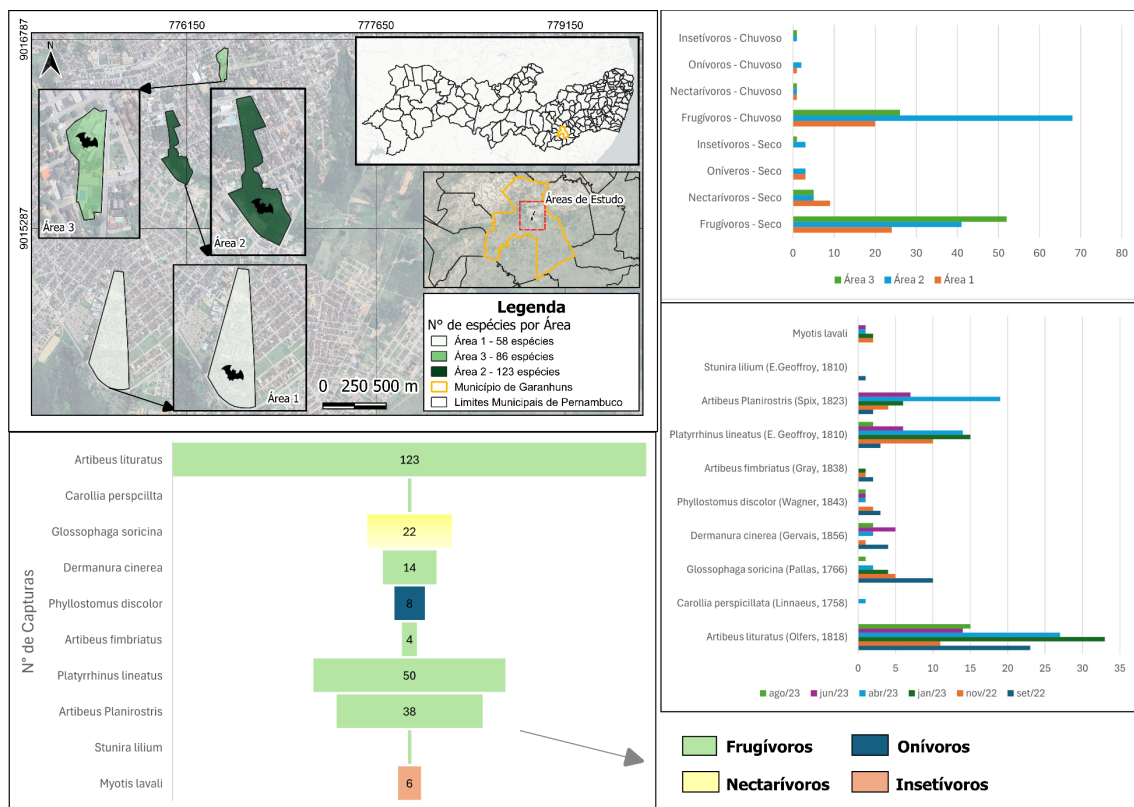 776150
777650
779150
9016787
9015287
N
Área 3
Área 2
Área 1
Áreas de Estudo
Legenda
N° de espécies por Área
Área 1 - 58 espécies
Área 3 - 86 espécies
Área 2 - 123 espécies
Município de Garanhuns
Limites Municipais de Pernambuco
0 250 500 m
Insetívoros - Chuvoso
Onívoros - Chuvoso
Nectarívoros - Chuvoso
Frugívoros - Chuvoso
Insetívoros - Seco
Oníveros - Seco
Nectarívoros - Seco
Frugívoros - Seco
0 10 20 30 40 50 60 70 80
Área 3 Área 2 Área 1
N° de Capturas
Artibeus lituratus
123
Carollia perspcillta
Glossophaga soricina
22
Dermanura cinerea
14
Phyllostomus discolor
8
Artibeus fimbriatus
4
Platyrrhinus lineatus
50
Artibeus Planirostris
38
Stunira lilium
Myotis lavali
6
Myotis lavali
Stunira lilium (E.Geoffroy, 1810)
Artibeus Planirostris (Spix, 1823)
Platyrrhinus lineatus (E. Geoffroy, 1810)
Artibeus fimbriatus (Gray, 1838)
Phyllostomus discolor (Wagner, 1843)
Dermanura cinerea (Gervais, 1856)
Glossophaga soricina (Pallas, 1766)
Carollia perspicillata (Linnaeus, 1758)
Artibeus lituratus (Olfers, 1818)
0 5 10 15 20 25 30 35
ago/23 jun/23 abr/23 jan/23 nov/22 set/22
Frugívoros
Onívoros
Nectarívoros
Insetívoros